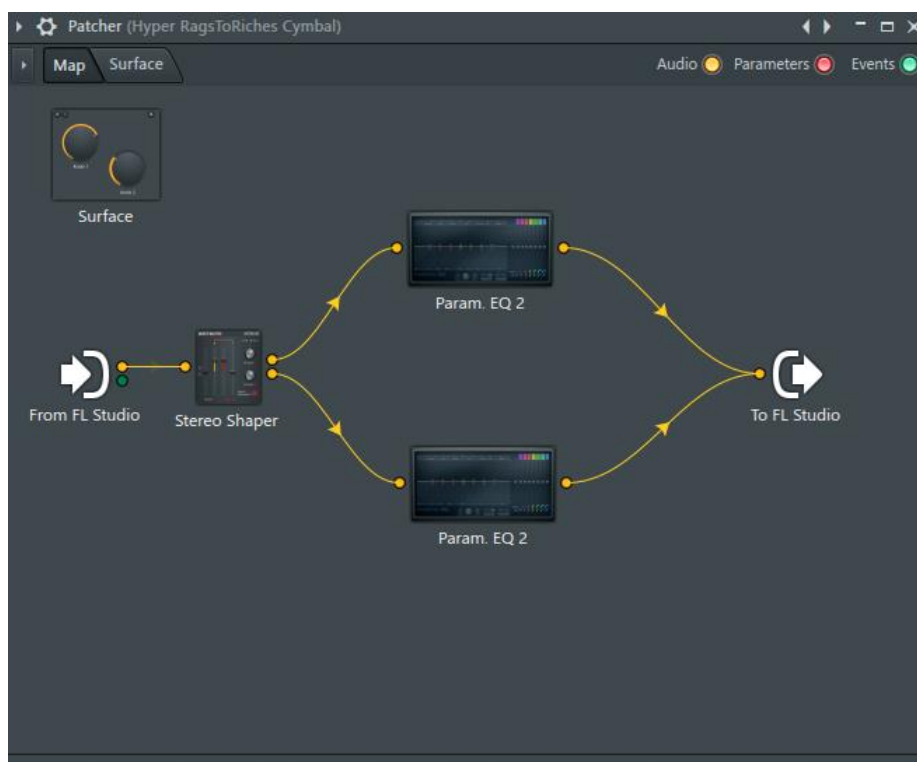 Patcher (Hyper RagsToRiches Cymbal)
Map Surface Audio Parameters Events
Surface
Param. EQ 2
From FL Studio
Stereo Shaper
To FL Studio
Param. EQ 2